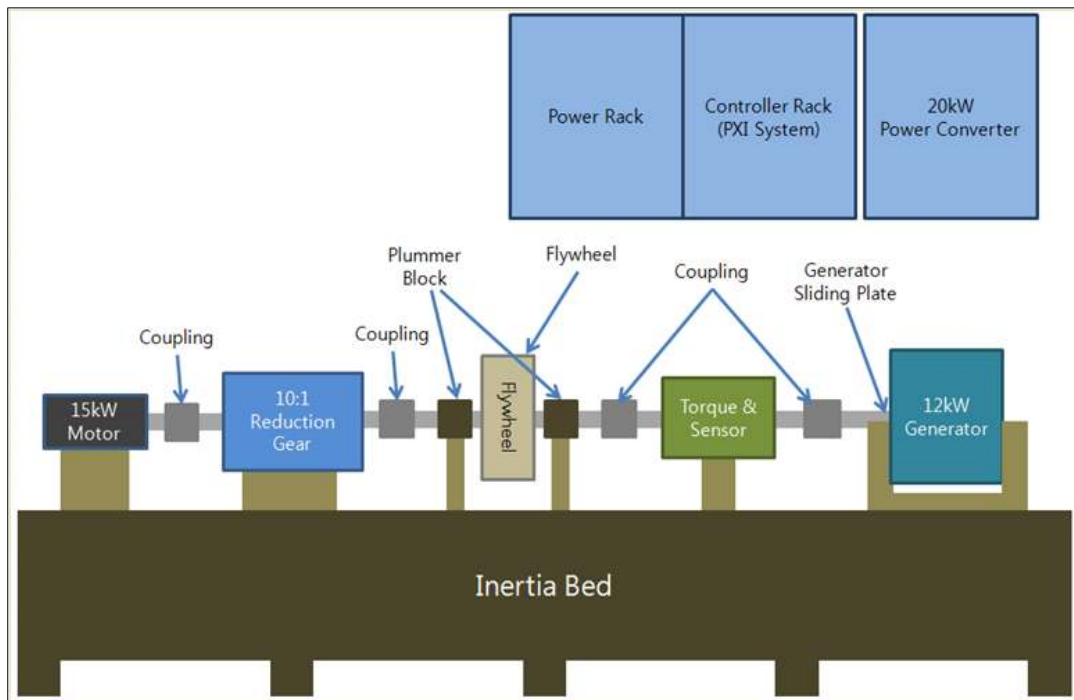 Power Rack
Controller Rack
(PXI System)
20kW
Power Converter
Plummer
Block
Flywheel
Coupling
Generator
Sliding Plate
Coupling
Coupling
15kW
Motor
10:1
Reduction
Gear
Flywheel
Torque &
Sensor
12kW
Generator
Inertia Bed